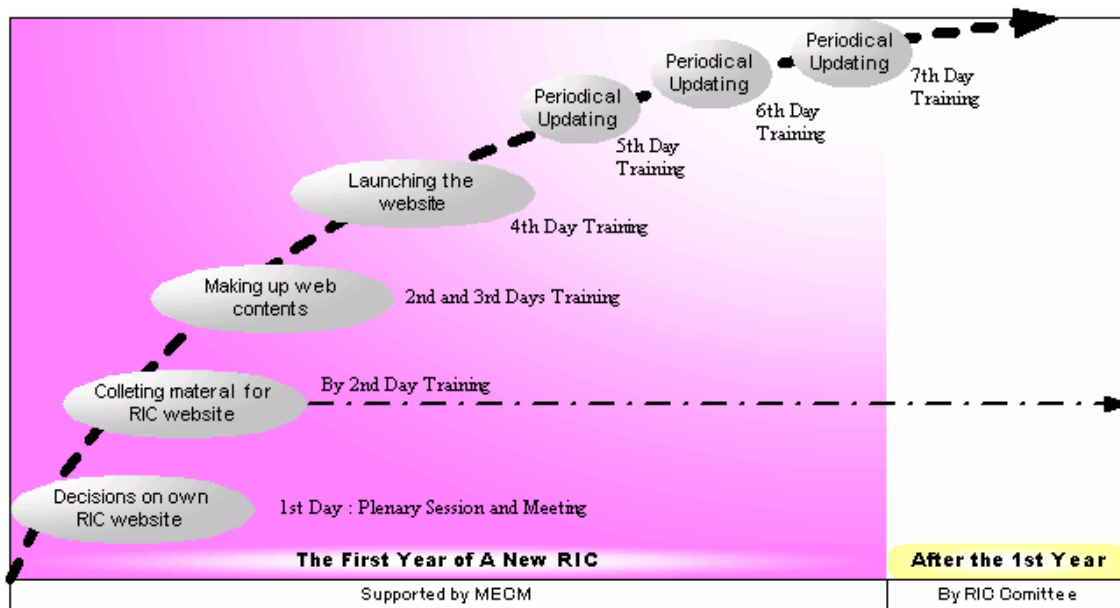 Periodical
Updating
7th Day
Training
Periodical
Updating
6th Day
Training
Periodical
Updating
5th Day
Training
Launching the
website
4th Day Training
Making up web
contents
2nd and 3rd Days Training
Colleting materal for
RIC website
By 2nd Day Training
Decisions on own
RIC website
1st Day : Plenary Session and Meeting
The First Year of A New RIC
After the 1st Year
Supported by MECM
By RIC Comittee